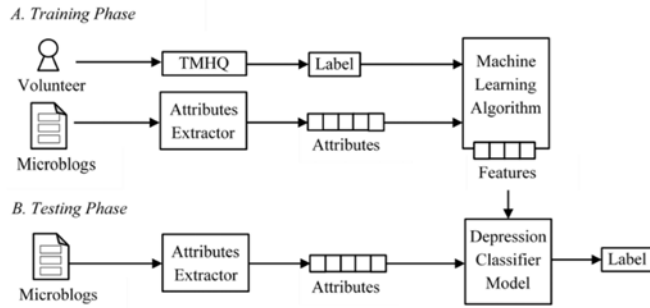 A. Training Phase
Volunteer
TMHQ
Label
Machine
Learning
Algorithm
Microblogs
Attributes
Extractor
Attributes
Features
B. Testing Phase
Microblogs
Attributes
Extractor
Attributes
Depression
Classifier
Model
Label